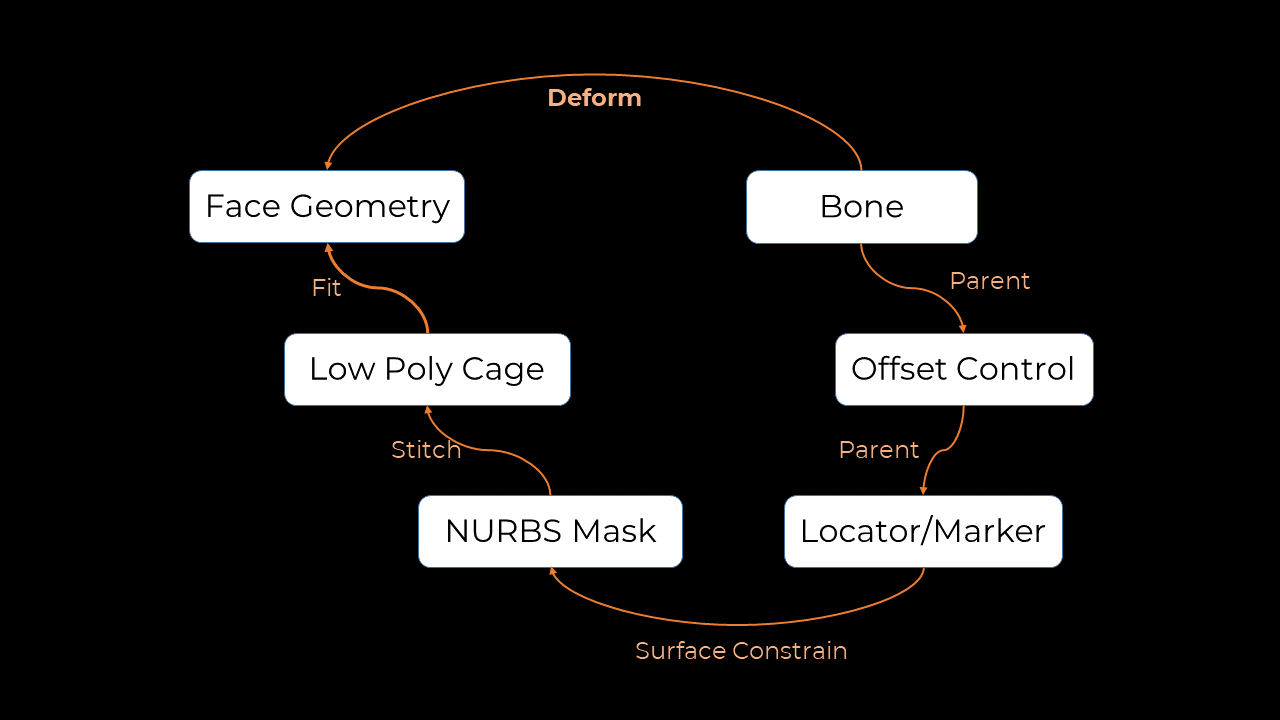 Deform
Face Geometry
Bone
Fit
Parent
Low Poly Cage
Offset Control
Stitch
Parent
NURBS Mask
Locator/Marker
Surface Constrain